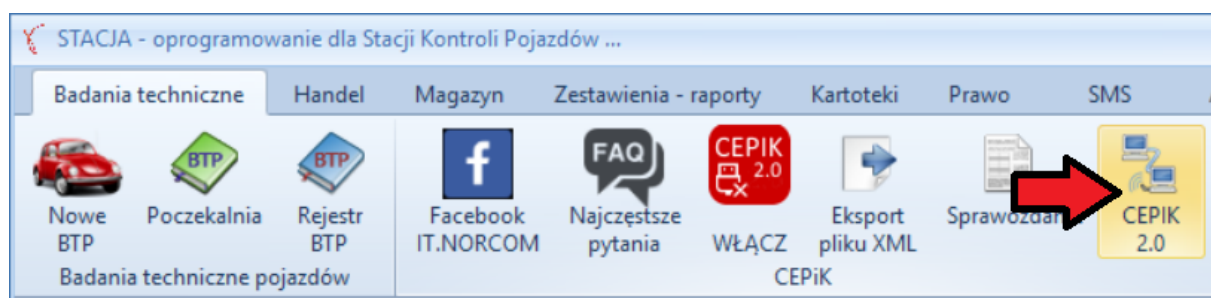 STACJA - oprogramowanie dla Stacji Kontroli Pojazdów ...
Badania techniczne Handel Magazyn Zestawienia - raporty Kartoteki Prawo SMS
BTP BTP f FAQ CEPIK 2.0
Nowe BTP
Poczekalnia
Rejestr BTP
Facebook IT.NORCOM
Najczęstsze pytania
WŁĄCZ
Eksport pliku XML
CEPIK 2.0
Badania techniczne pojazdów CEPiK